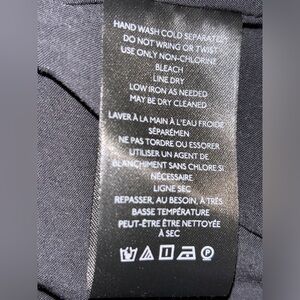 HAND WASH COLD SEPARATE
DO NOT WRING OR TWIST
USE ONLY NON-CHLORINE
BLEACH
LINE DRY
LOW IRON AS NEEDED
MAY BE DRY CLEANED
LAVER À LA MAIN À L'EAU FROIDE
SÉPARÉMEN
NE PAS TORDRE OU ESSORER
UTILISER UN AGENT DE
BLANCHIMENT SANS CHLORE.SI
NÉCESSAIRE
LIGNE SEC
REPASSER, AU BESOIN, À TRÈS
BASSE TEMPÉRATURE
PEUT-ÊTRE ÊTRE NETTOYÉ
À SEC
P